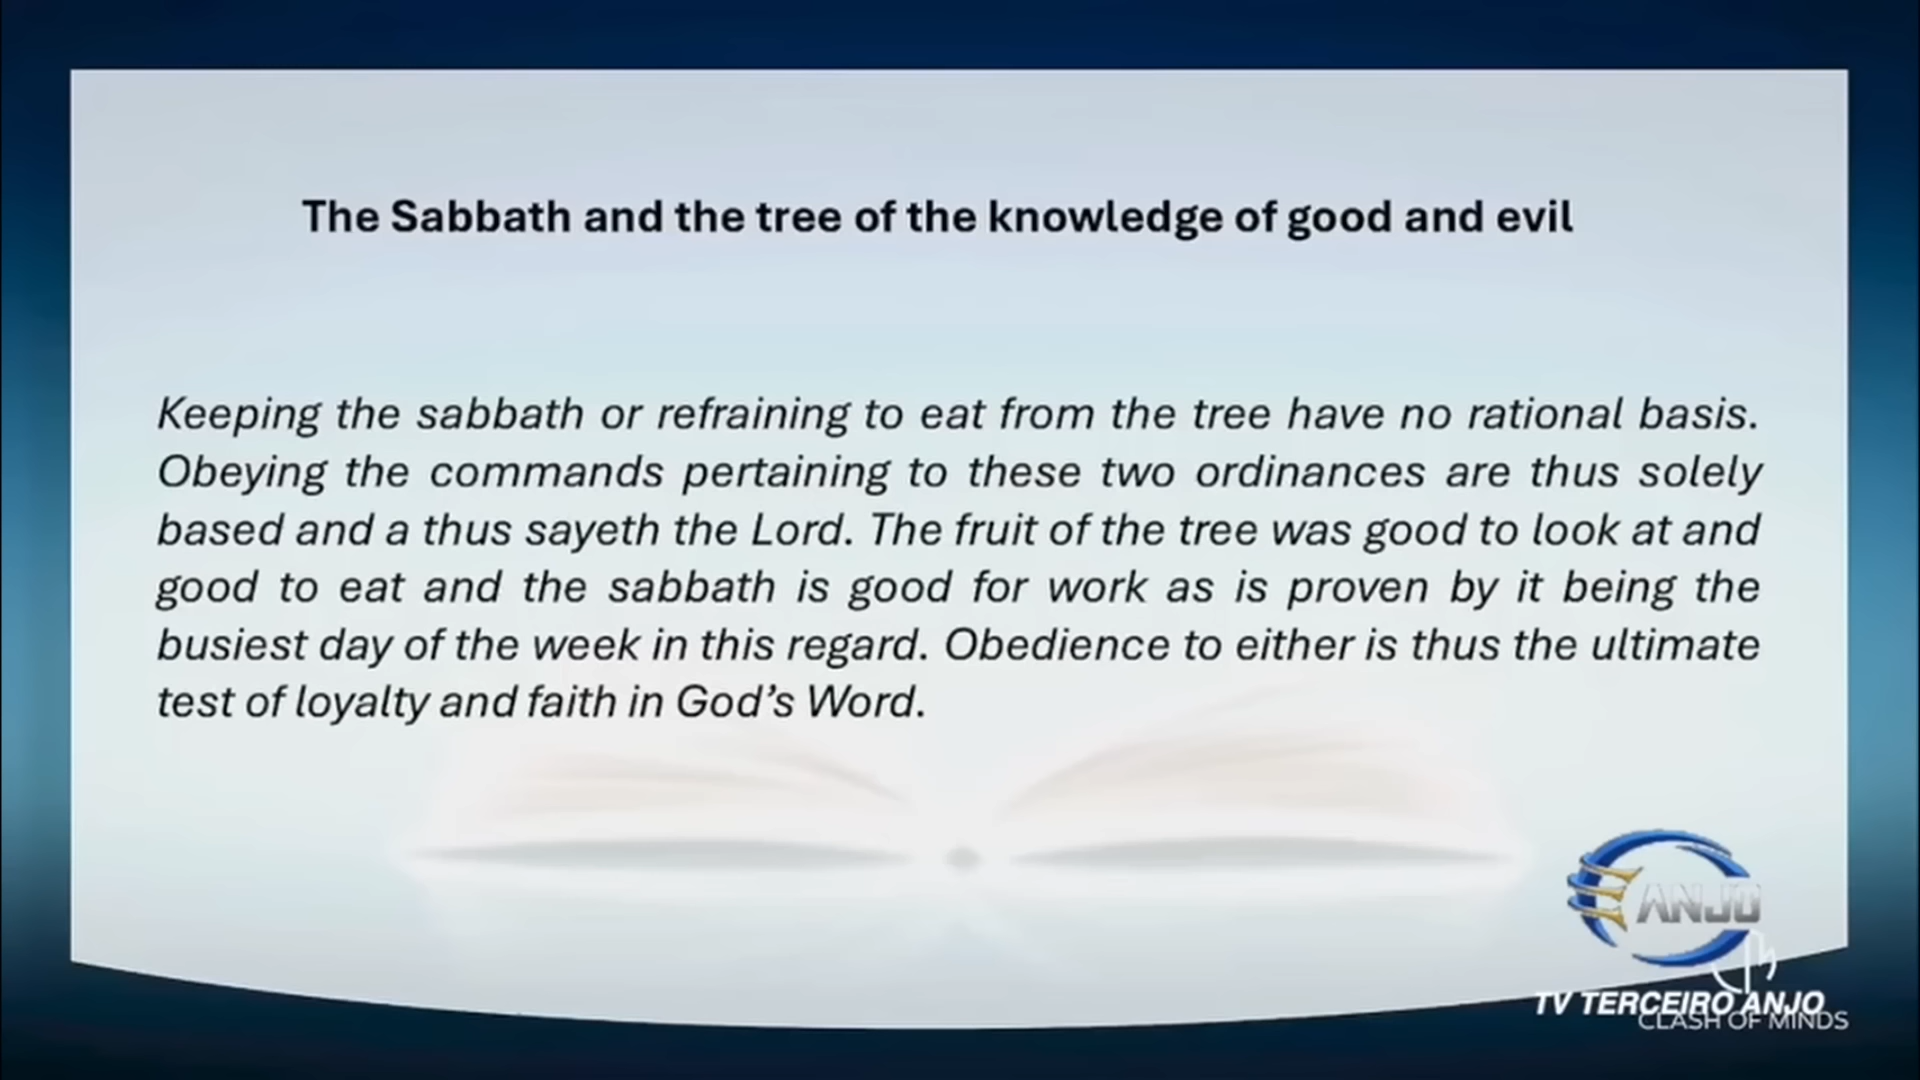 The Sabbath and the tree of the knowledge of good and evil
Keeping the sabbath or refraining to eat from the tree have no rational basis.
Obeying the commands pertaining to these two ordinances are thus solely
based and a thus sayeth the Lord. The fruit of the tree was good to look at and
good to eat and the sabbath is good for work as is proven by it being the
busiest day of the week in this regard. Obedience to either is thus the ultimate
test of loyalty and faith in God’s Word.
ANJO
TV TERCEIRO ANJO
CLASH OF MINDS